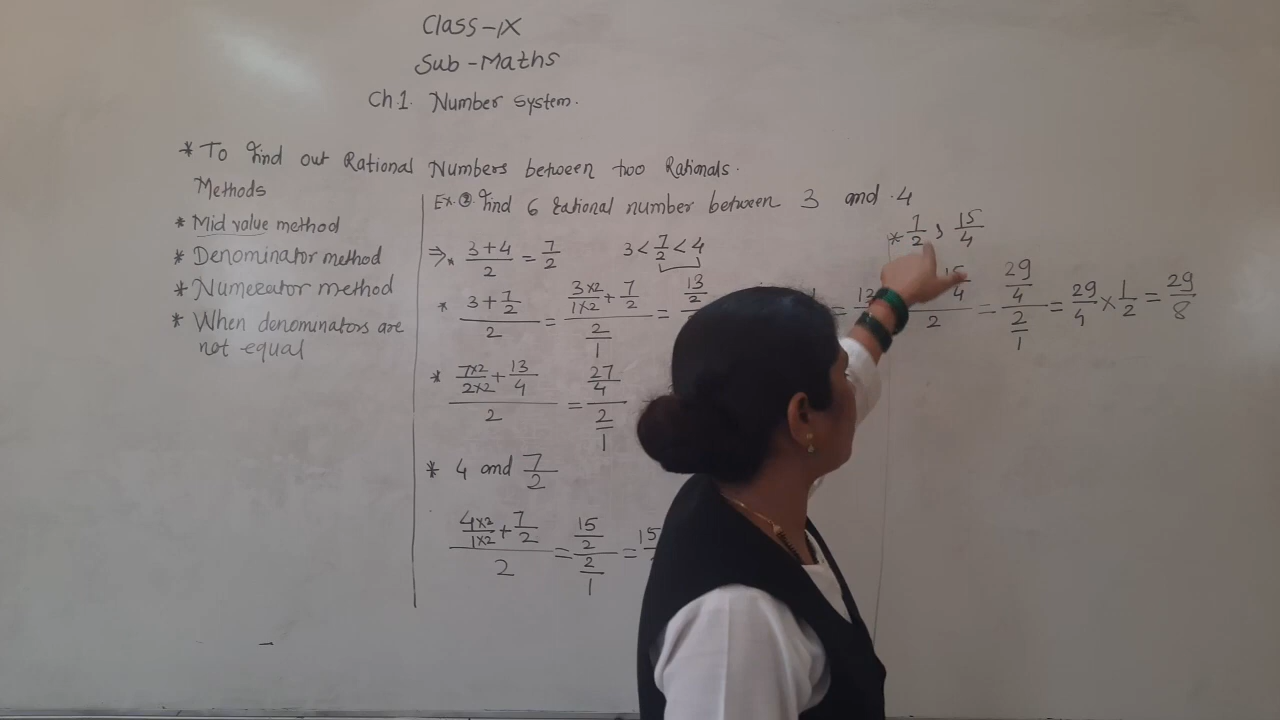 Class-IX
Sub-Maths
Ch.1. Number System.
* To find out Rational Numbers between two Rationals.
Methods
* Mid value method
* Denominator method
* Numerator method
* When denominators are not equal
Ex.②. find 6 rational number between 3 and 4
⇒* (3+4)/2 = 7/2 3 < 7/2 < 4
* (3+7/2)/2 = ((3×2)/(1×2)+7/2)/(2/1) = 13/2 = 13
* ((7×2)/(2×2)+13/4)/2 = (27/4)/(2/1)
* 4 and 7/2
((4×2)/(1×2)+7/2)/2 = (15/2)/(2/1) = 15
* 7/2, 15/4
15/4 /2 = (29/4)/(2/1) = 29/4 × 1/2 = 29/8